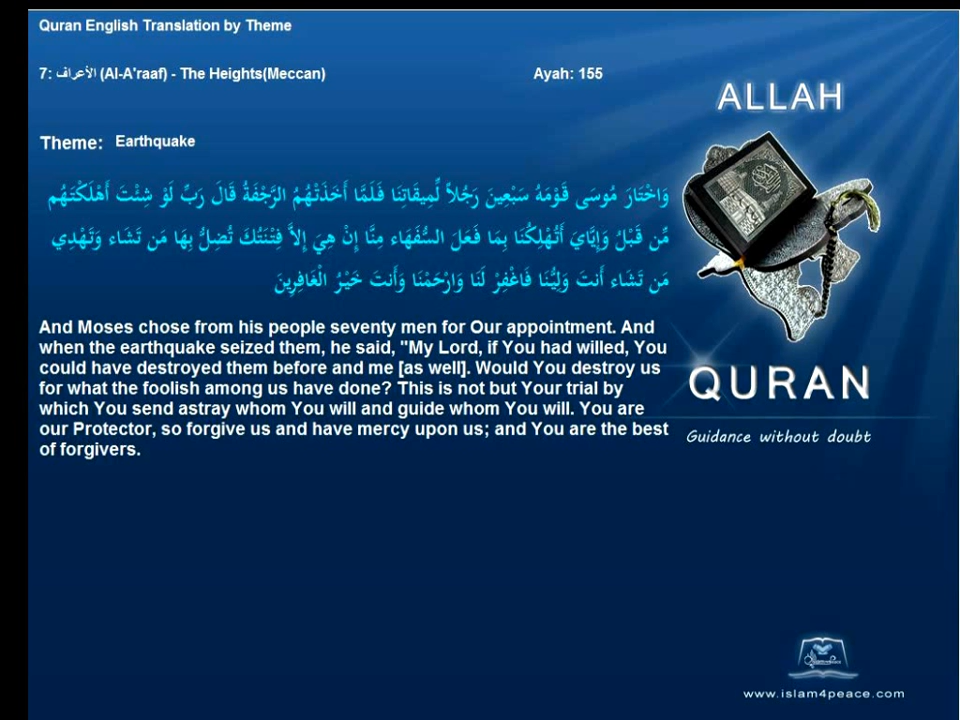 Quran English Translation by Theme
7: الأعراف (Al-A'raaf) - The Heights(Meccan)
Ayah: 155
Theme: Earthquake
وَاخْتَارَ مُوسَى قَوْمَهُ سَبْعِينَ رَجُلاً لِّمِيقَاتِنَا فَلَمَّا أَخَذَتْهُمُ الرَّجْفَةُ قَالَ رَبِّ لَوْ شِئْتَ أَهْلَكْتَهُم
مِّن قَبْلُ وَإِيَّايَ أَتُهْلِكُنَا بِمَا فَعَلَ السُّفَهَاء مِنَّا إِنْ هِيَ إِلاَّ فِتْنَتُكَ تُضِلُّ بِهَا مَن تَشَاء وَتَهْدِي
مَن تَشَاء أَنتَ وَلِيُّنَا فَاغْفِرْ لَنَا وَارْحَمْنَا وَأَنتَ خَيْرُ الْغَافِرِينَ
And Moses chose from his people seventy men for Our appointment. And
when the earthquake seized them, he said, "My Lord, if You had willed, You
could have destroyed them before and me [as well]. Would You destroy us
for what the foolish among us have done? This is not but Your trial by
which You send astray whom You will and guide whom You will. You are
our Protector, so forgive us and have mercy upon us; and You are the best
of forgivers.
ALLAH
QURAN
Guidance without doubt
www.islam4peace.com